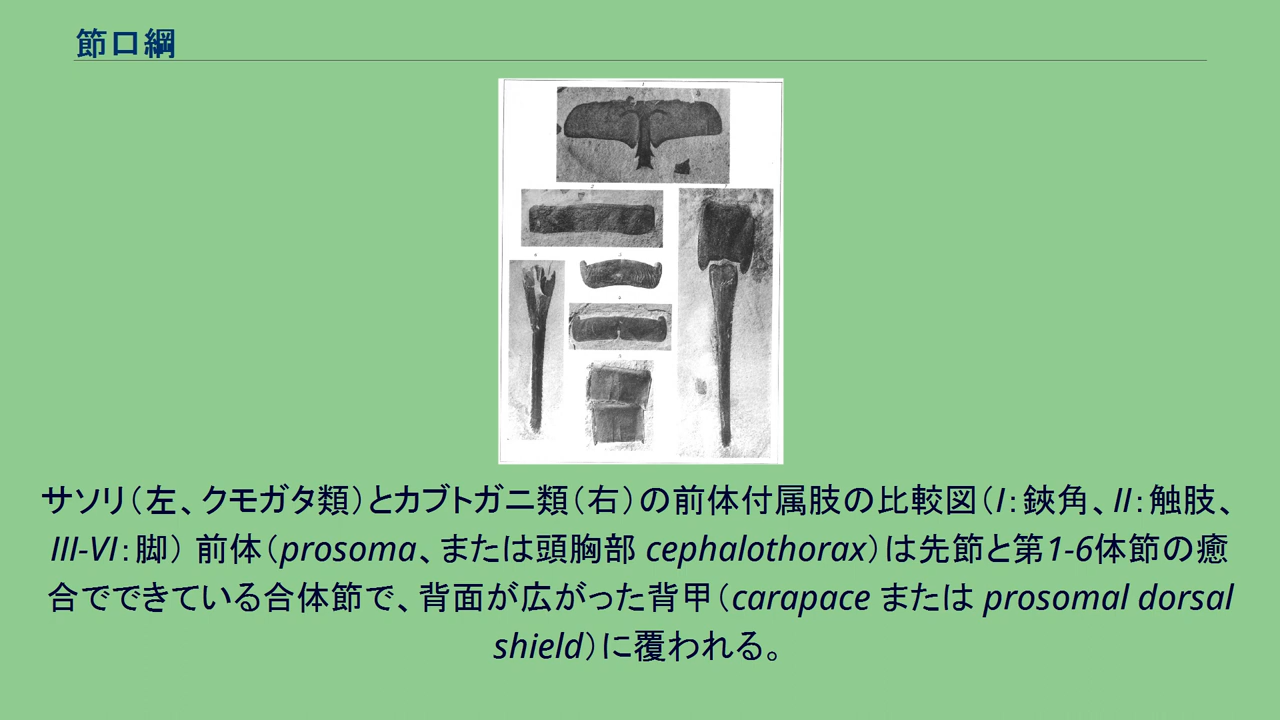 節口綱
サソリ（左、クモガタ類）とカブトガニ類（右）の前体付属肢の比較図（I：鋏角、II：触肢、
III-VI：脚） 前体（prosoma、または頭胸部 cephalothorax）は先節と第1-6体節の癒
合でできている合体節で、背面が広がった背甲（carapace または prosomal dorsal
shield）に覆われる。